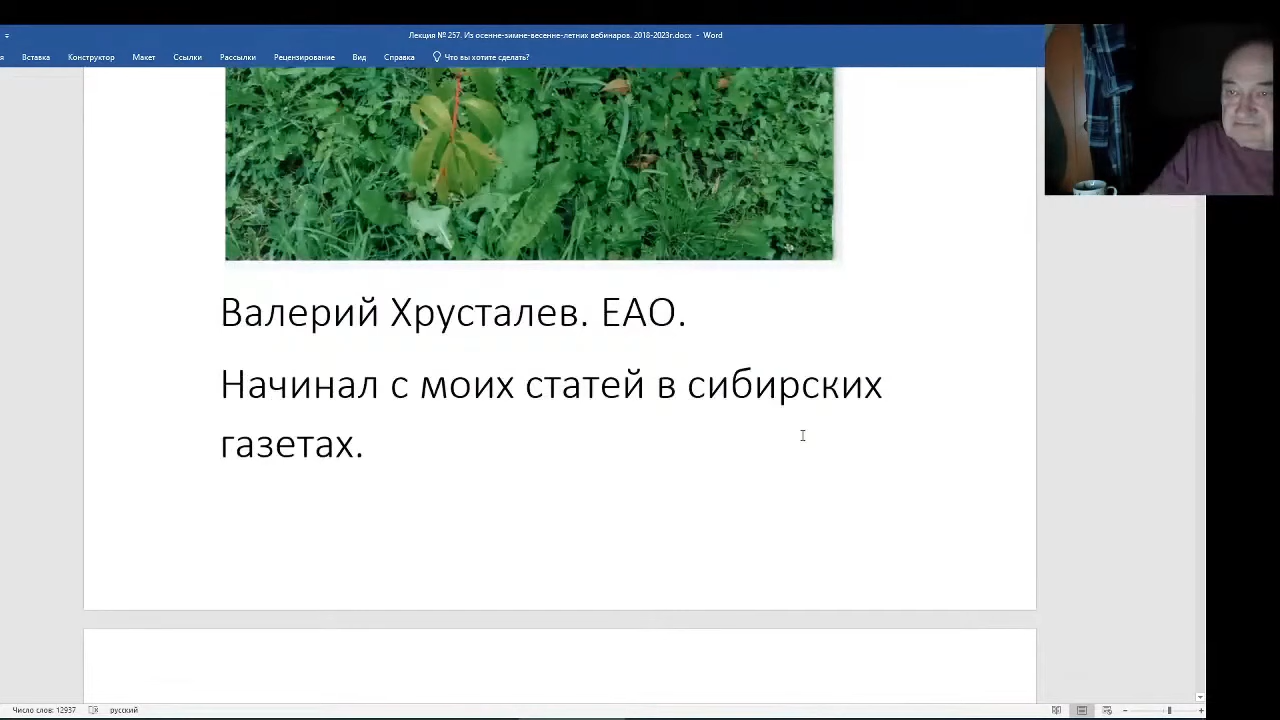 Лекция № 257. Из осенне-зимне-весенне-летних вебинаров. 2018-2023г.docx - Word
я Вставка Конструктор Макет Ссылки Рассылки Рецензирование Вид Справка Что вы хотите сделать?
Валерий Хрусталев. ЕАО.
Начинал с моих статей в сибирских
газетах.
Число слов: 12937 русский